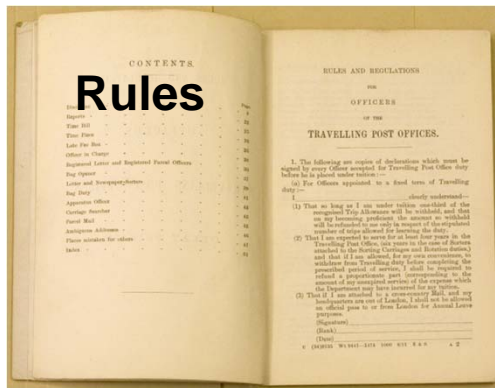 CONTENTS.
Rules
Page
Reports
Time Bill
Time Piece
Late Fee Box
Officer in Charge
Registered Letter and Registered Parcel Officers
Bag Opener
Letter and Newspaper
Bag Duty
Apparatus Officer
Carriage Searcher
Parcel Mail
Ambiguous Addresses
Places mistaken for others
Index
RULES AND REGULATIONS
FOR
OFFICERS
OF THE
TRAVELLING POST OFFICES.
1. The following are copies of declarations which must be
signed by every Officer accepted for Travelling Post Office duty
before he is placed under tuition :—
(a) For Officers appointed to a fixed term of Travelling
duty :—
I clearly understand—
(1) That so long as I am under tuition one-third of the
recognised Trip Allowance will be withheld, and that
on my becoming proficient the amount so withheld
will be refunded to me only in respect of the stipulated
number of trips allowed for learning the duty;
(2) That I am expected to serve for at least four years in the
Travelling Post Office, (six years in the case of Sorters
attached to the Sorting Carriages and Rotation duties,)
and that if I am allowed, for my own convenience, to
withdraw from Travelling duty before completing the
prescribed period of service, I shall be required to
refund a proportionate part (corresponding to the
amount of my unexpired service) of the expense which
the Department may have incurred for my tuition.
(3) That if I am attached to a cross-country Mail, and my
headquarters are out of London, I shall not be allowed
an official pass to or from London for Annual Leave
purposes.
(Signature)
(Rank)
(Date)
A 2